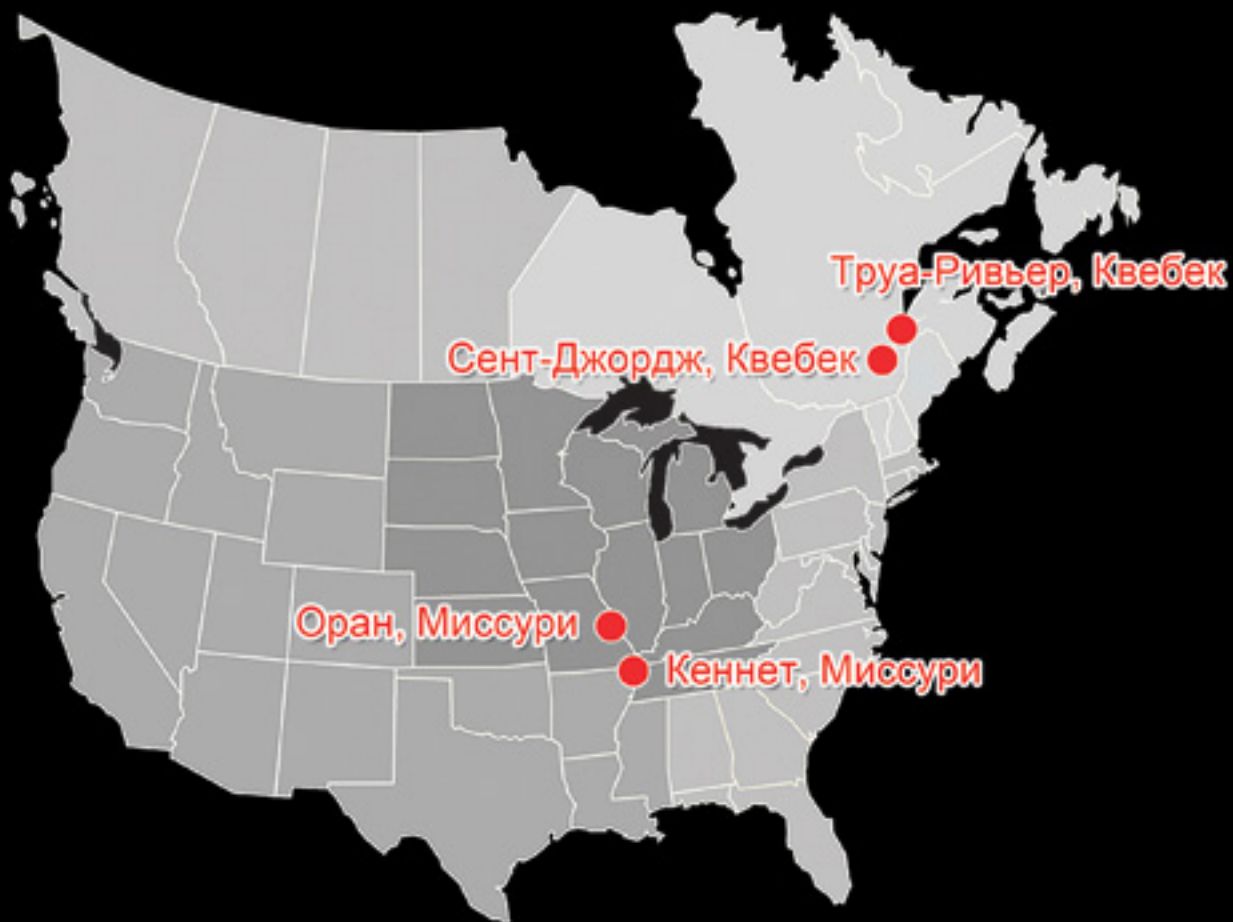 Труа-Ривьер, Квебек
Сент-Джордж, Квебек
Оран, Миссури
Кеннет, Миссури